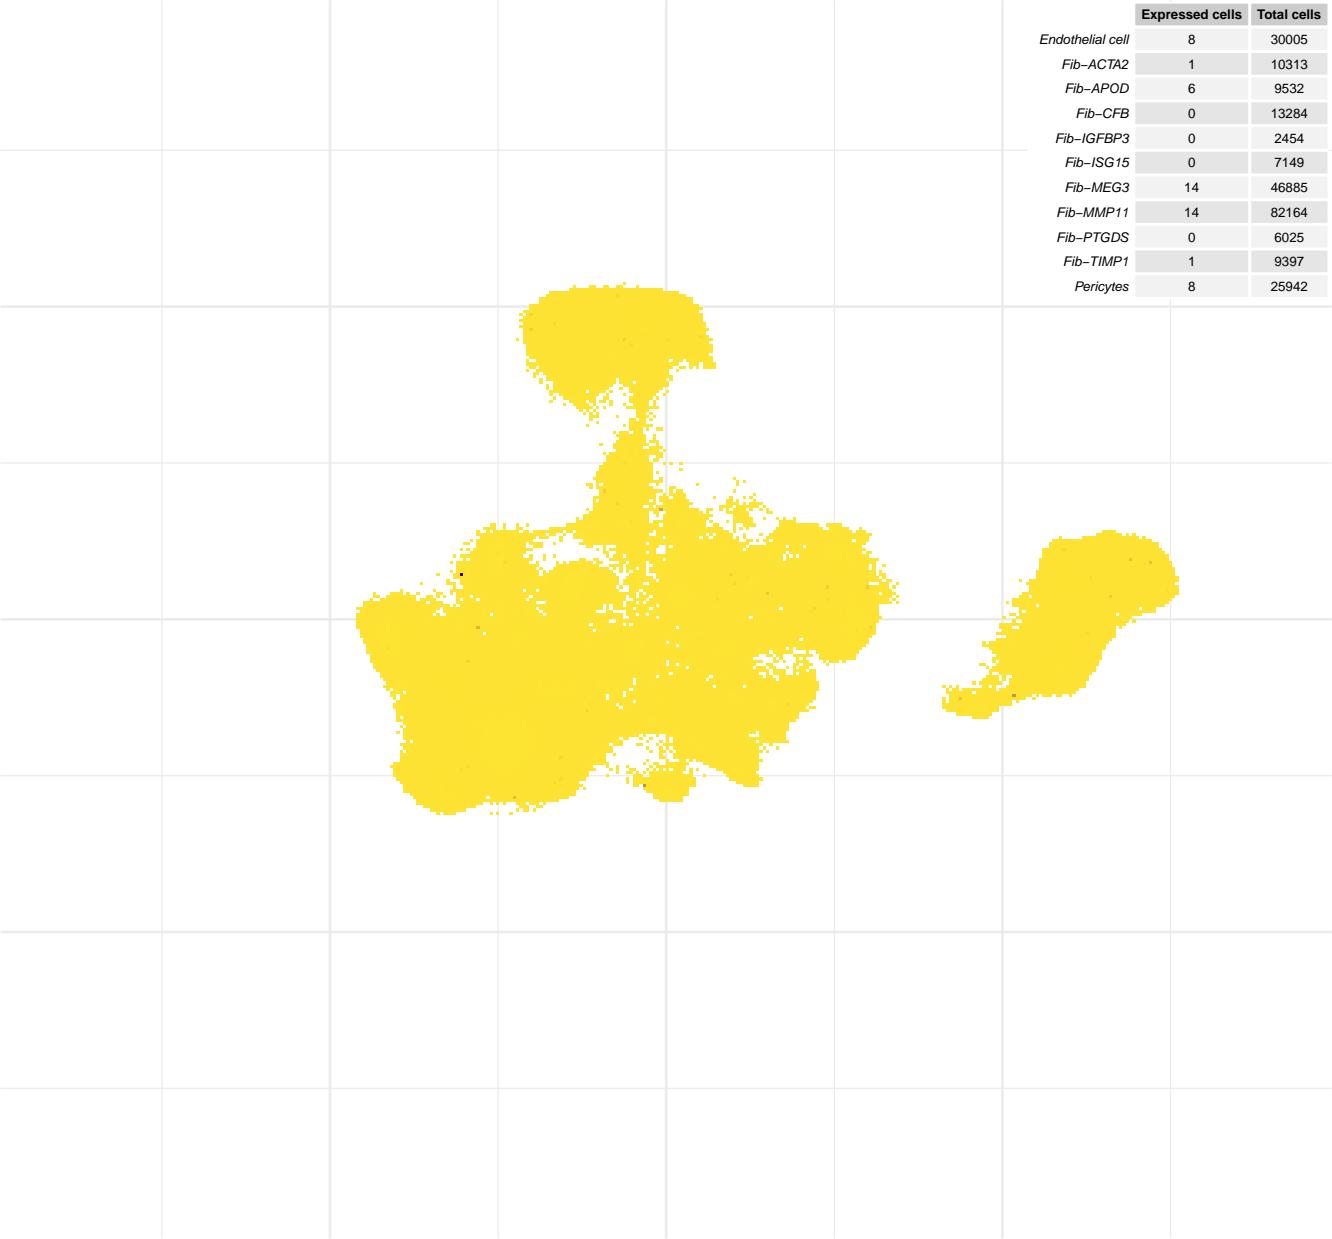 Expressed cells Total cells
Endothelial cell 8 30005
Fib−ACTA2 1 10313
Fib−APOD 6 9532
Fib−CFB 0 13284
Fib−IGFBP3 0 2454
Fib−ISG15 0 7149
Fib−MEG3 14 46885
Fib−MMP11 14 82164
Fib−PTGDS 0 6025
Fib−TIMP1 1 9397
Pericytes 8 25942